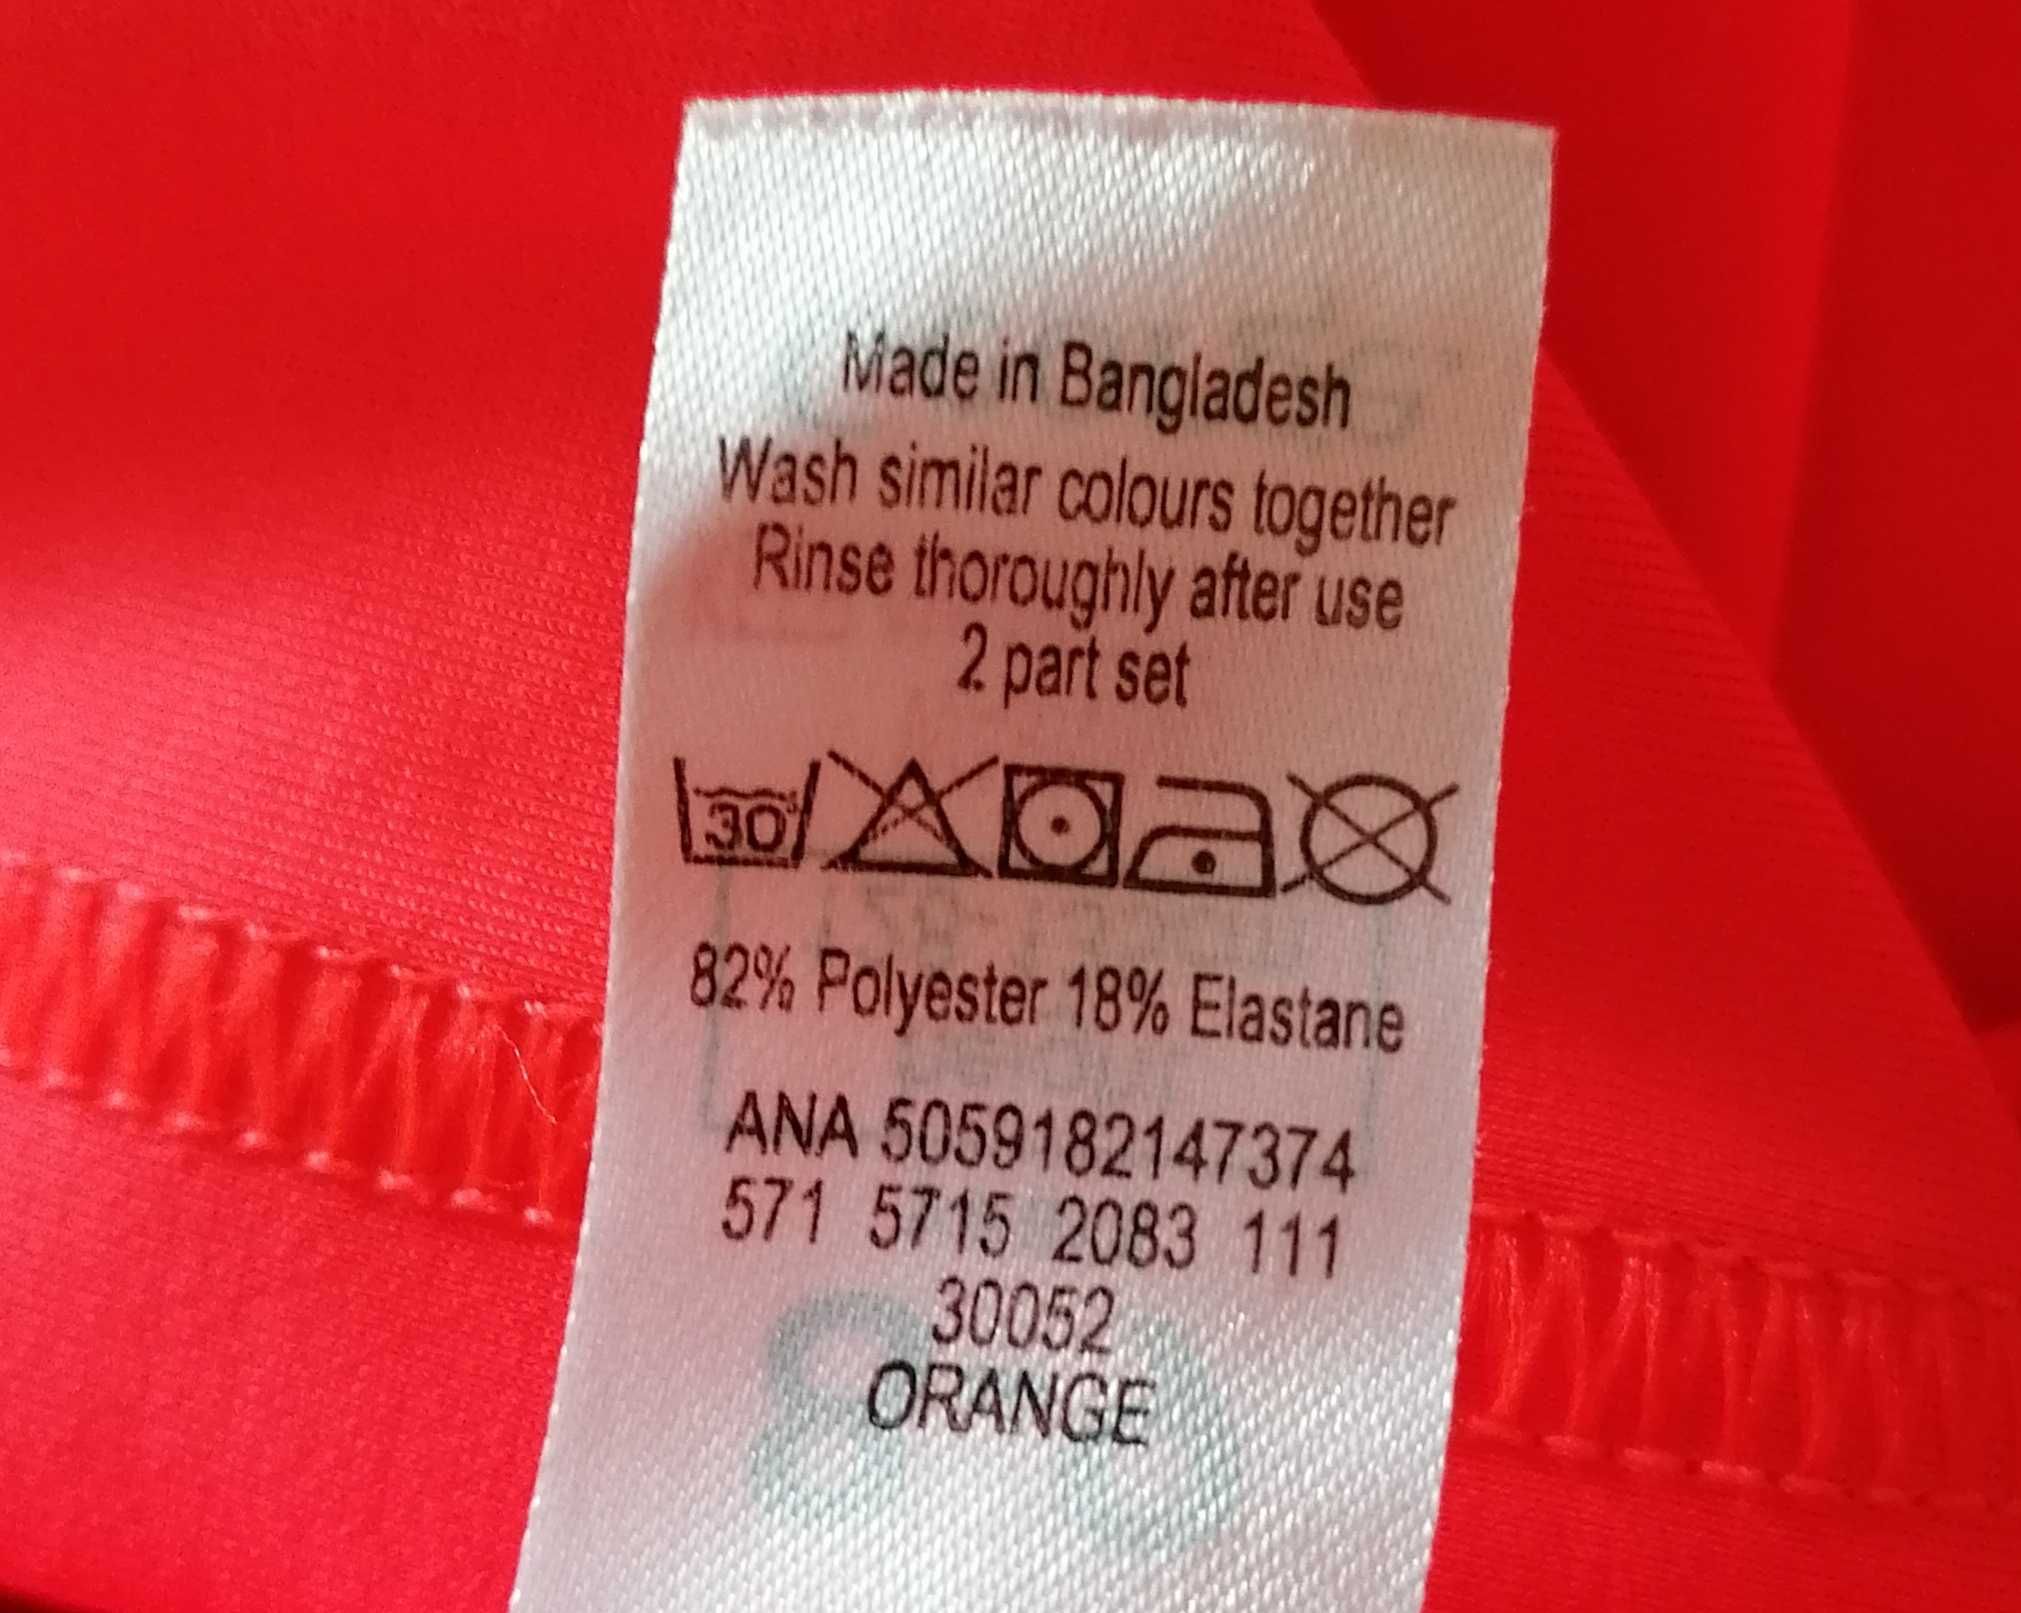 Made in Bangladesh
Wash similar colours together
Rinse thoroughly after use
2 part set
30
82% Polyester 18% Elastane
ANA 5059182147374
571 5715 2083 111
30052
ORANGE